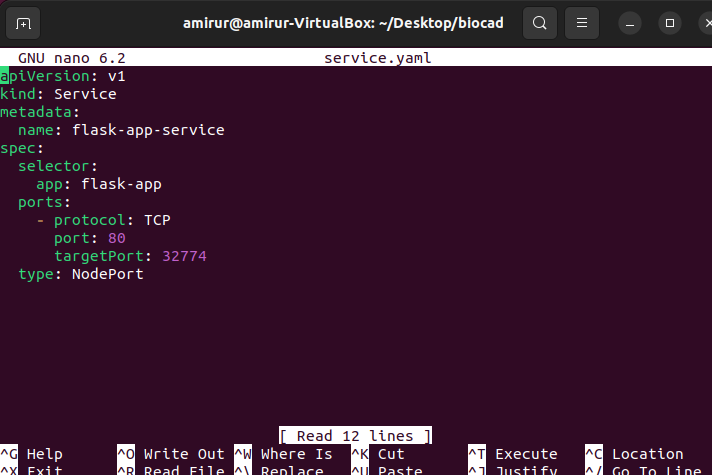 amirur@amirur-VirtualBox: ~/Desktop/biocad
GNU nano 6.2 service.yaml
apiVersion: v1
kind: Service
metadata:
  name: flask-app-service
spec:
  selector:
    app: flask-app
  ports:
    - protocol: TCP
      port: 80
      targetPort: 32774
  type: NodePort
[ Read 12 lines ]
^G Help ^O Write Out ^W Where Is ^K Cut ^T Execute ^C Location
^X Exit ^R Read File ^\ Replace ^U Paste ^J Justify ^/ Go To Line